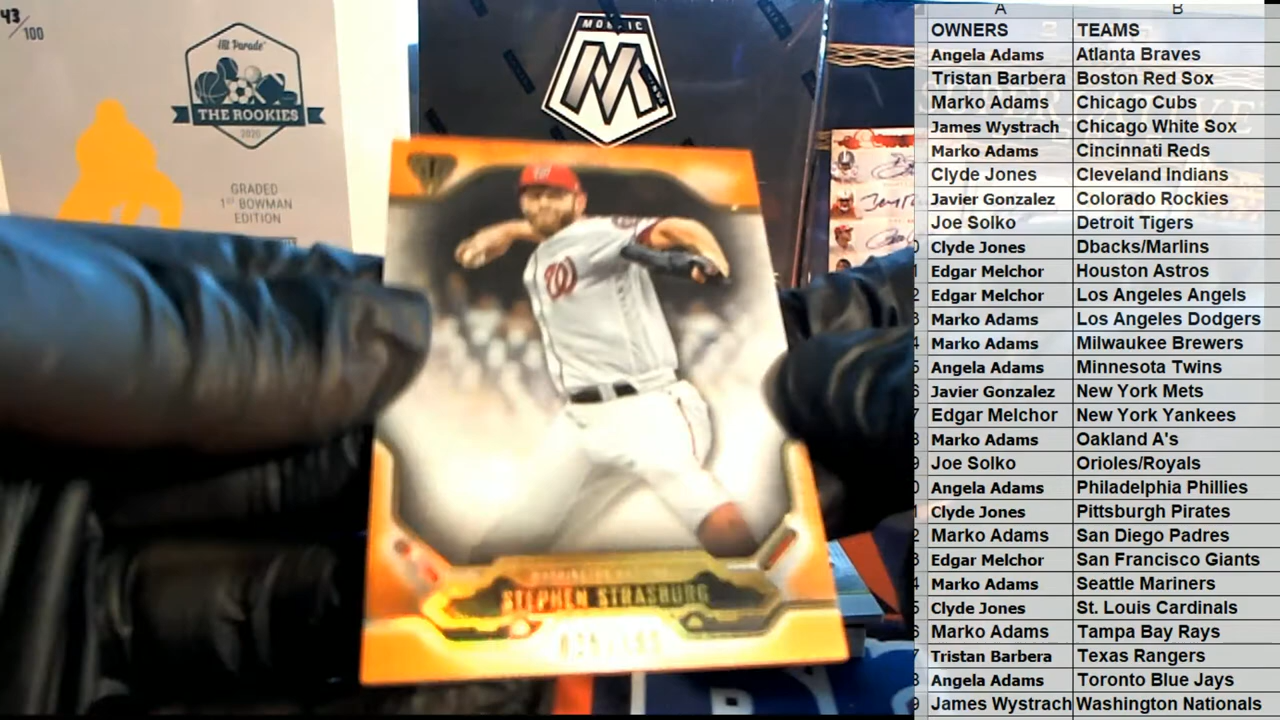 43
/100
Hit Parade
THE ROOKIES
2020
GRADED
1ST BOWMAN
EDITION
MOSAIC
W
STEPHEN STRASBURG
A B
OWNERS TEAMS
Angela Adams Atlanta Braves
Tristan Barbera Boston Red Sox
Marko Adams Chicago Cubs
James Wystrach Chicago White Sox
Marko Adams Cincinnati Reds
Clyde Jones Cleveland Indians
Javier Gonzalez Colorado Rockies
Joe Solko Detroit Tigers
Clyde Jones Dbacks/Marlins
Edgar Melchor Houston Astros
Edgar Melchor Los Angeles Angels
Marko Adams Los Angeles Dodgers
Marko Adams Milwaukee Brewers
Angela Adams Minnesota Twins
Javier Gonzalez New York Mets
Edgar Melchor New York Yankees
Marko Adams Oakland A's
Joe Solko Orioles/Royals
Angela Adams Philadelphia Phillies
Clyde Jones Pittsburgh Pirates
Marko Adams San Diego Padres
Edgar Melchor San Francisco Giants
Marko Adams Seattle Mariners
Clyde Jones St. Louis Cardinals
Marko Adams Tampa Bay Rays
Tristan Barbera Texas Rangers
Angela Adams Toronto Blue Jays
James Wystrach Washington Nationals